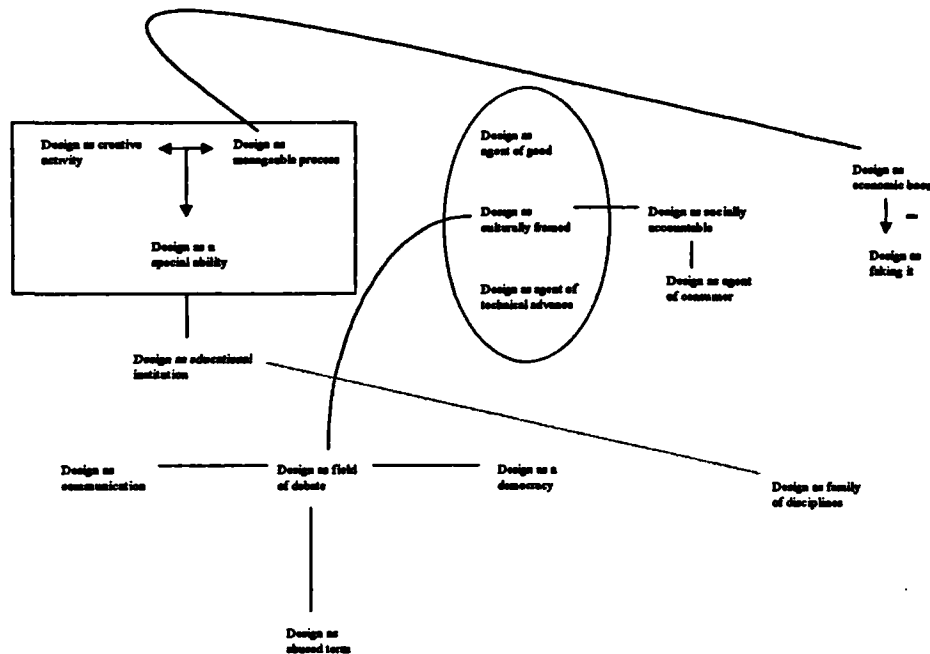 Design as creative
activity
Design as
manageable process
Design as a
special ability
Design as
agent of good
Design as
culturally framed
Design as agent of
technical advance
Design as socially
accountable
Design as agent
of consumer
Design as
economic boost
Design as
faking it
Design as educational
institution
Design as
communication
Design as field
of debate
Design as a
democracy
Design as family
of disciplines
Design as
abused term